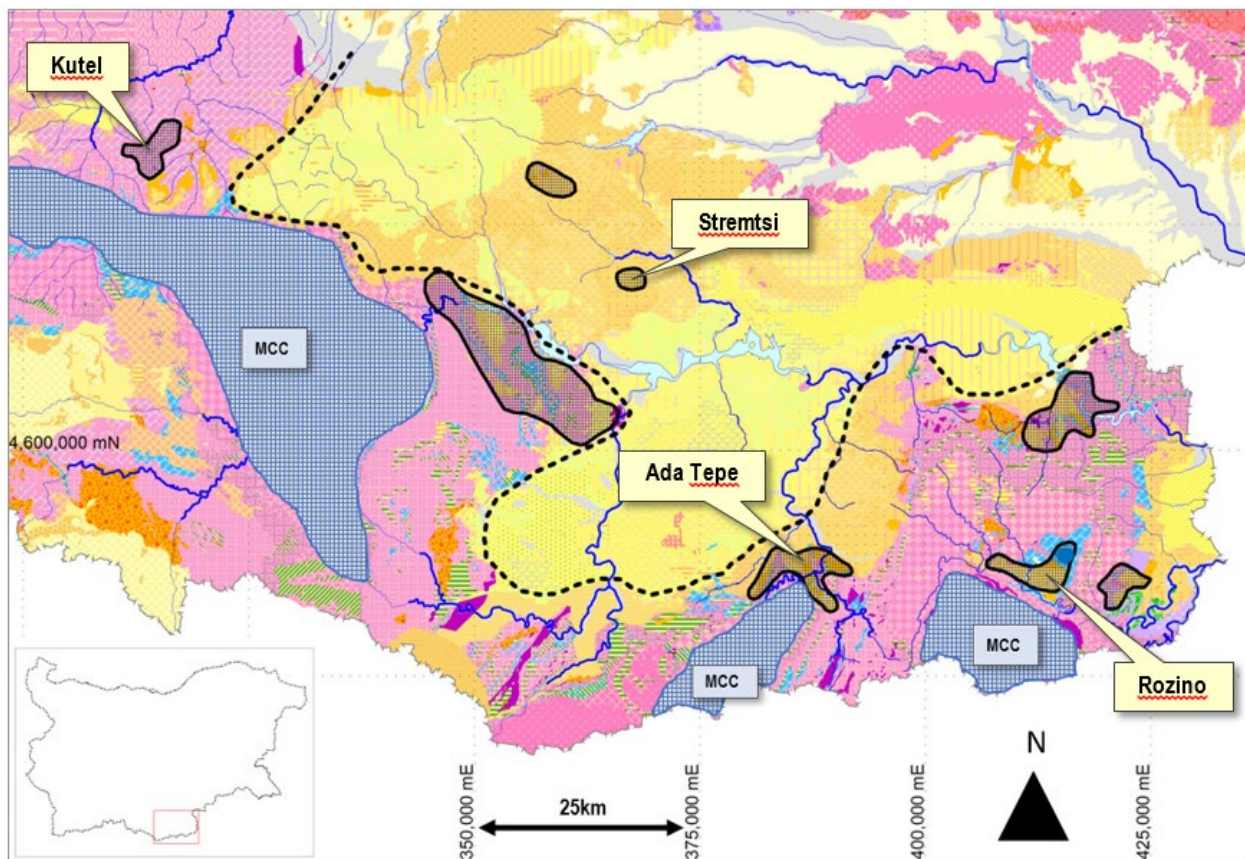 Kutel
Stremtsi
MCC
4 600,000 mN
Ada Tepe
MCC
MCC
Rozino
N
25km
350,000 mE
375,000 mE
400,000 mE
425,000 mE